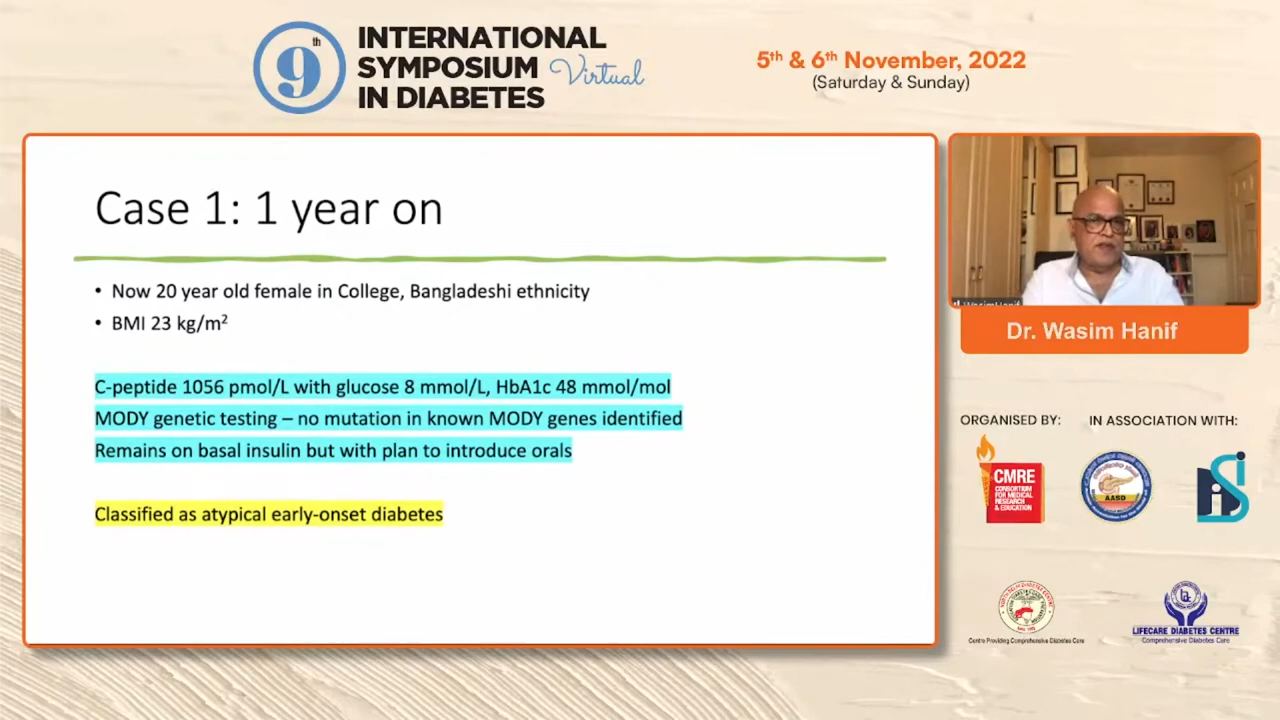 9th
INTERNATIONAL
SYMPOSIUM Virtual
IN DIABETES
5th & 6th November, 2022
(Saturday & Sunday)
Case 1: 1 year on
• Now 20 year old female in College, Bangladeshi ethnicity
• BMI 23 kg/m²
C-peptide 1056 pmol/L with glucose 8 mmol/L, HbA1c 48 mmol/mol
MODY genetic testing – no mutation in known MODY genes identified
Remains on basal insulin but with plan to introduce orals
Classified as atypical early-onset diabetes
WasimHanif
Dr. Wasim Hanif
ORGANISED BY:
IN ASSOCIATION WITH:
CMRE
CONSORTIUM
FOR MEDICAL
RESEARCH
& EDUCATION
AASD
Centre Providing Comprehensive Diabetes Care
LIFECARE DIABETES CENTRE
Comprehensive Diabetes Care